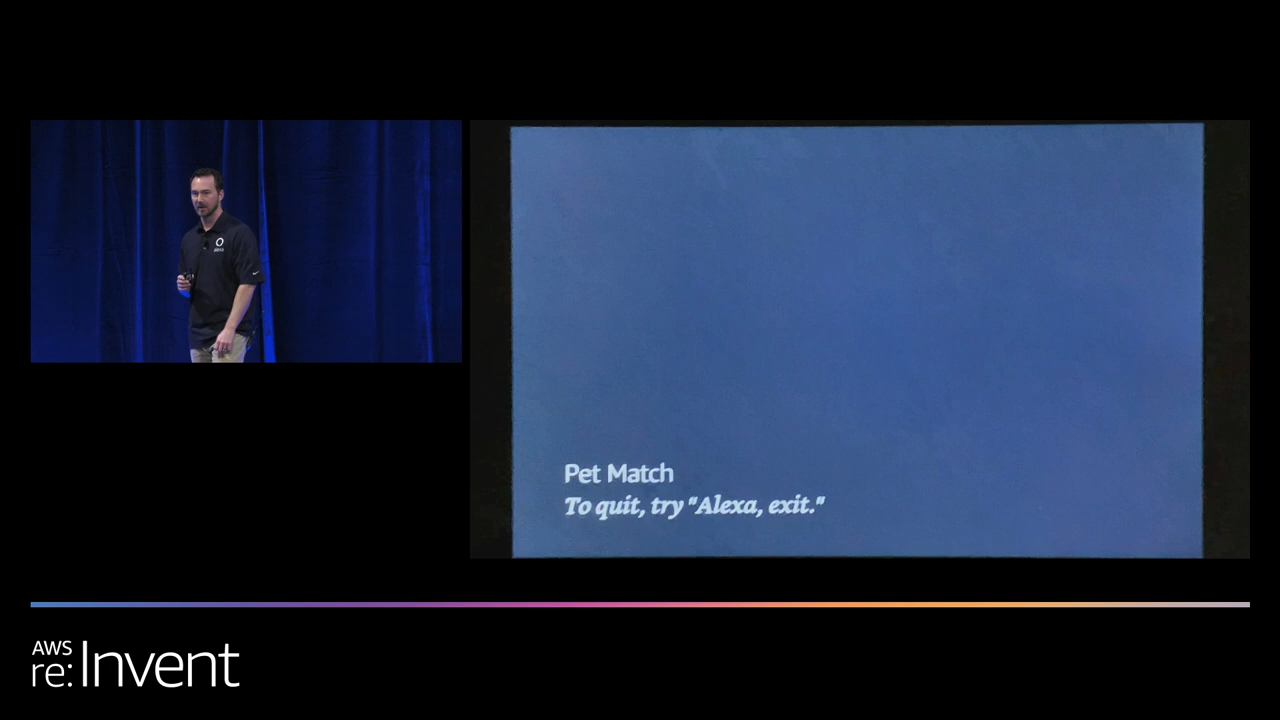 Pet Match
To quit, try "Alexa, exit."
AWS
re:Invent